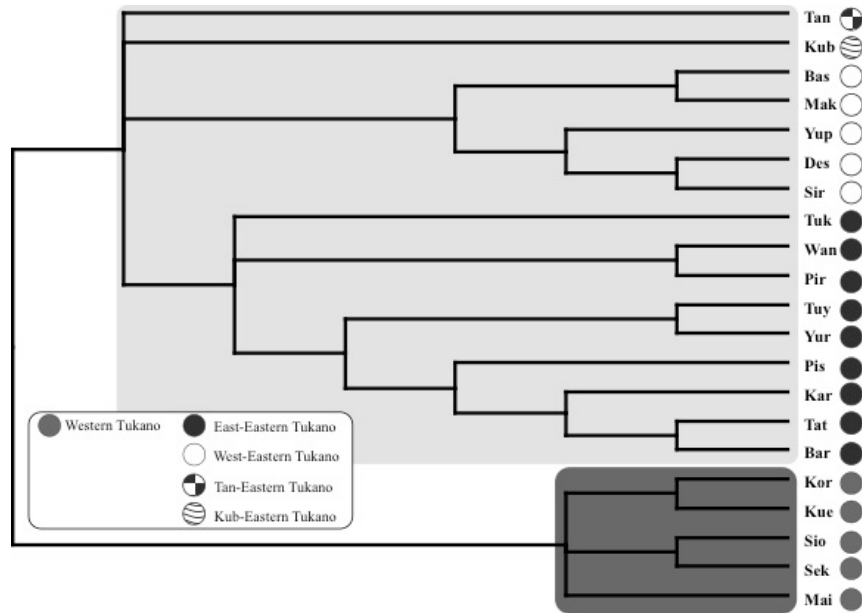 Tan
Kub
Bas
Mak
Yup
Des
Sir
Tuk
Wan
Pir
Tuy
Yur
Pis
Kar
Tat
Bar
Kor
Kue
Sio
Sek
Mai
Western Tukano
East-Eastern Tukano
West-Eastern Tukano
Tan-Eastern Tukano
Kub-Eastern Tukano